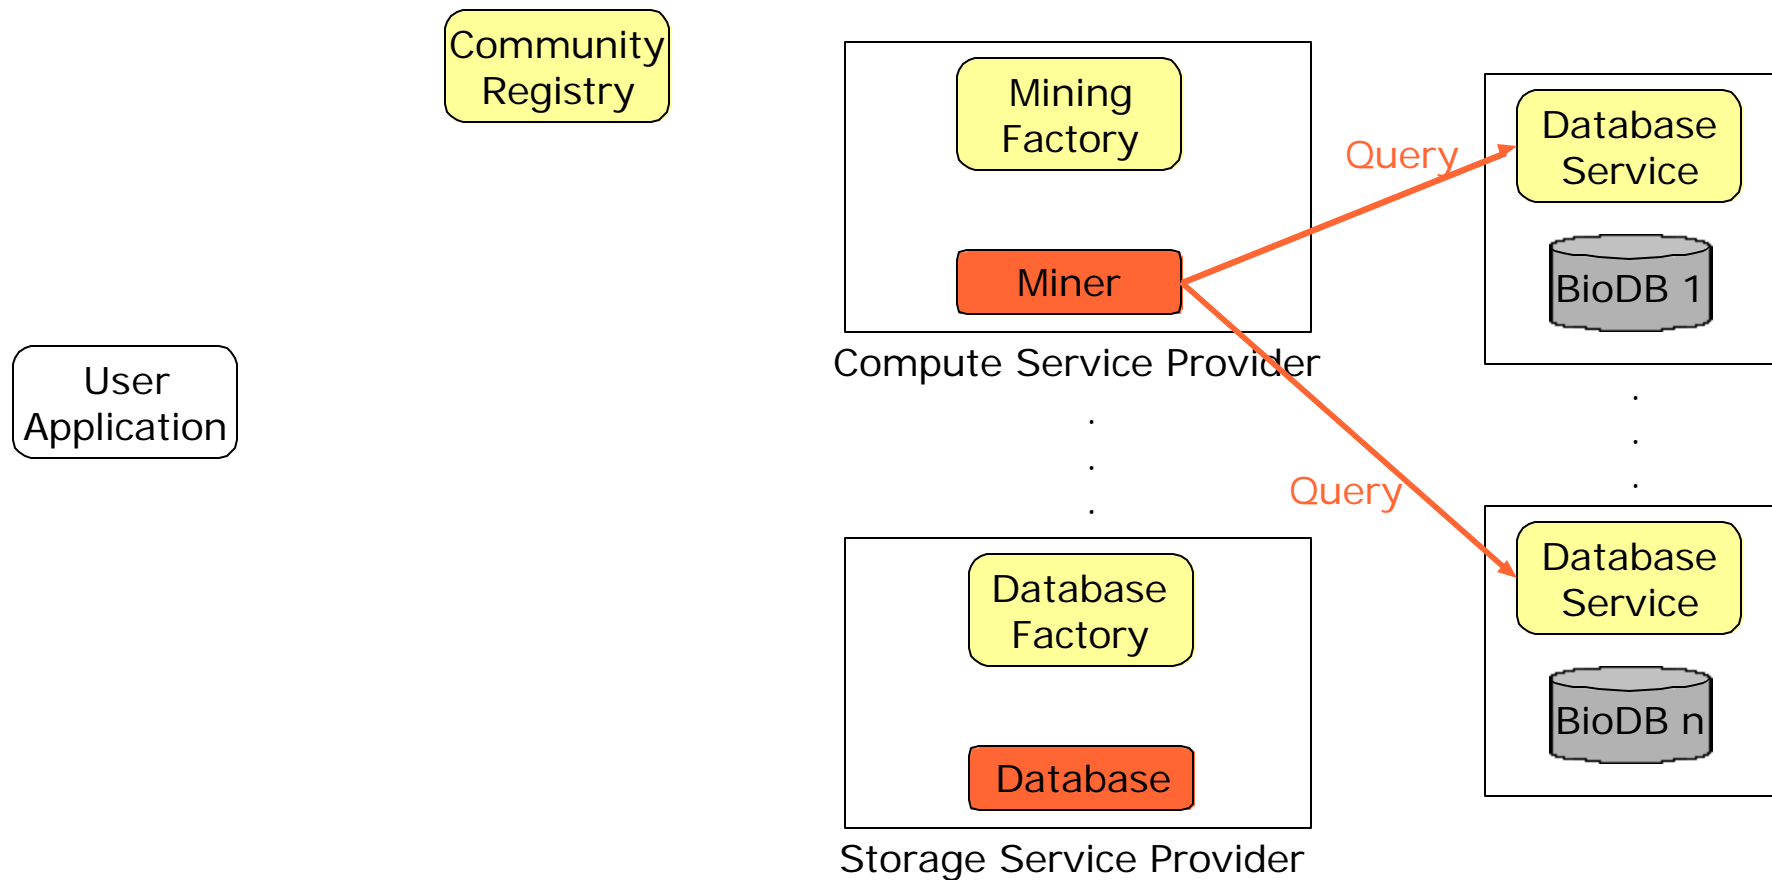 Community
Registry
Mining
Factory
Database
Service
Query
Miner
BioDB 1
Compute Service Provider
User
Application
.
.
.
.
.
.
Query
Database
Factory
Database
Service
BioDB n
Database
Storage Service Provider